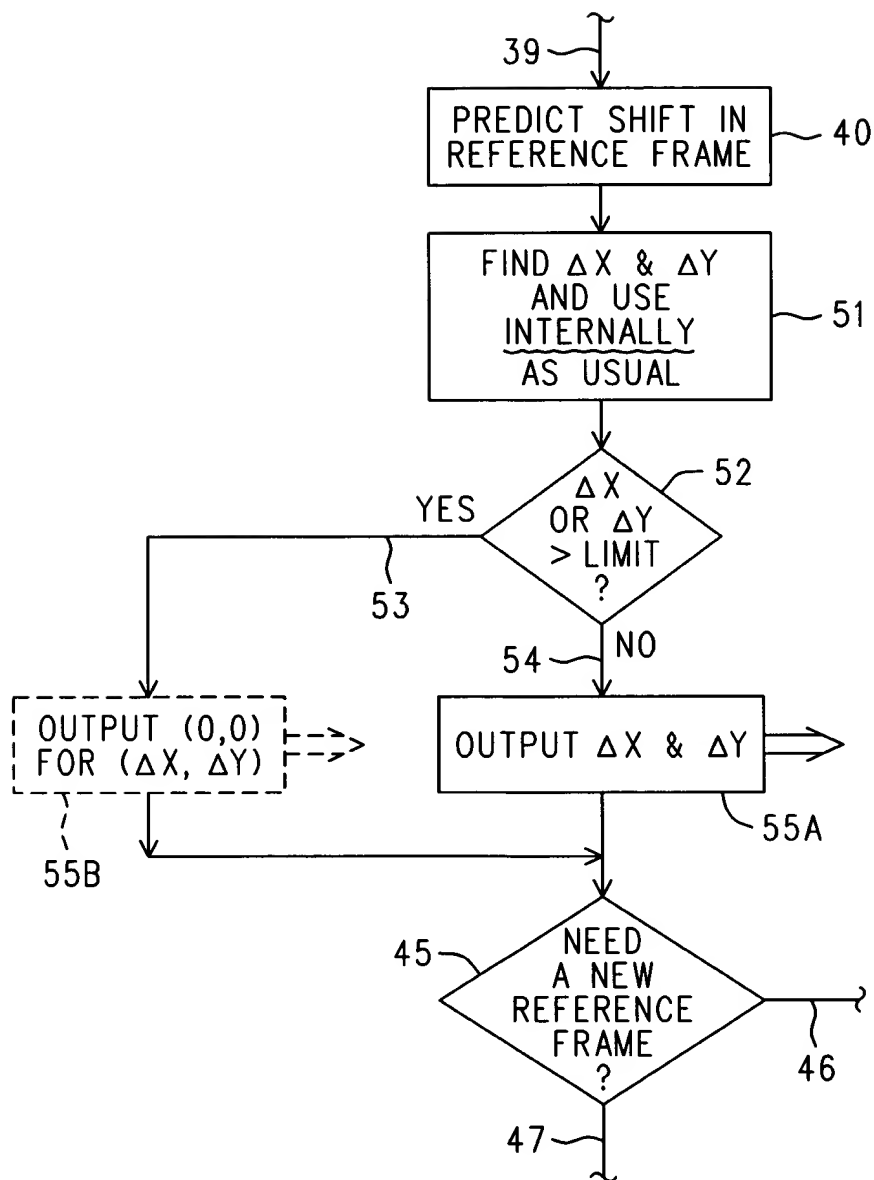 39
PREDICT SHIFT IN
REFERENCE FRAME
40
FIND ΔX & ΔY
AND USE
INTERNALLY
AS USUAL
51
ΔX
OR ΔY
> LIMIT
?
52
YES
53
54
NO
OUTPUT (0,0)
FOR (ΔX, ΔY)
55B
OUTPUT ΔX & ΔY
55A
45
NEED
A NEW
REFERENCE
FRAME
?
46
47